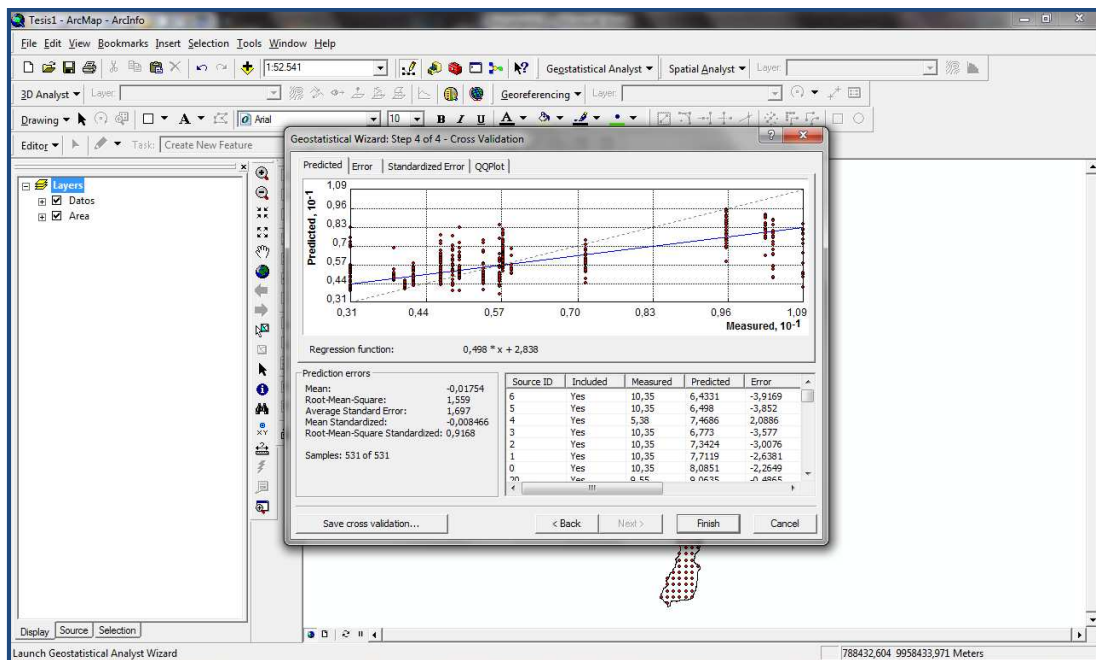 Tesis1 - ArcMap - ArcInfo
File Edit View Bookmarks Insert Selection Tools Window Help
1:52.541 Geostatistical Analyst Spatial Analyst Layer:
3D Analyst Layer: Georeferencing Layer:
Drawing A Arial 10 B I U A
Editor Task: Create New Feature
Layers
Datos
Area
Display Source Selection
Geostatistical Wizard: Step 4 of 4 - Cross Validation
Predicted Error Standardized Error QQPlot
Predicted, 10-1
1,09
0,96
0,83
0,7
0,57
0,44
0,31
0,31 0,44 0,57 0,70 0,83 0,96 1,09
Measured, 10-1
Regression function: 0,498 * x + 2,838
Prediction errors
Mean: -0,01754
Root-Mean-Square: 1,559
Average Standard Error: 1,697
Mean Standardized: -0,008466
Root-Mean-Square Standardized: 0,9168
Samples: 531 of 531
Source ID Included Measured Predicted Error
6 Yes 10,35 6,4331 -3,9169
5 Yes 10,35 6,498 -3,852
4 Yes 5,38 7,4686 2,0886
3 Yes 10,35 6,773 -3,577
2 Yes 10,35 7,3424 -3,0076
1 Yes 10,35 7,7119 -2,6381
0 Yes 10,35 8,0851 -2,2649
20 Yes 9,55 9,0635 -0,4865
Save cross validation... < Back Next > Finish Cancel
Launch Geostatistical Analyst Wizard 788432,604 9958433,971 Meters